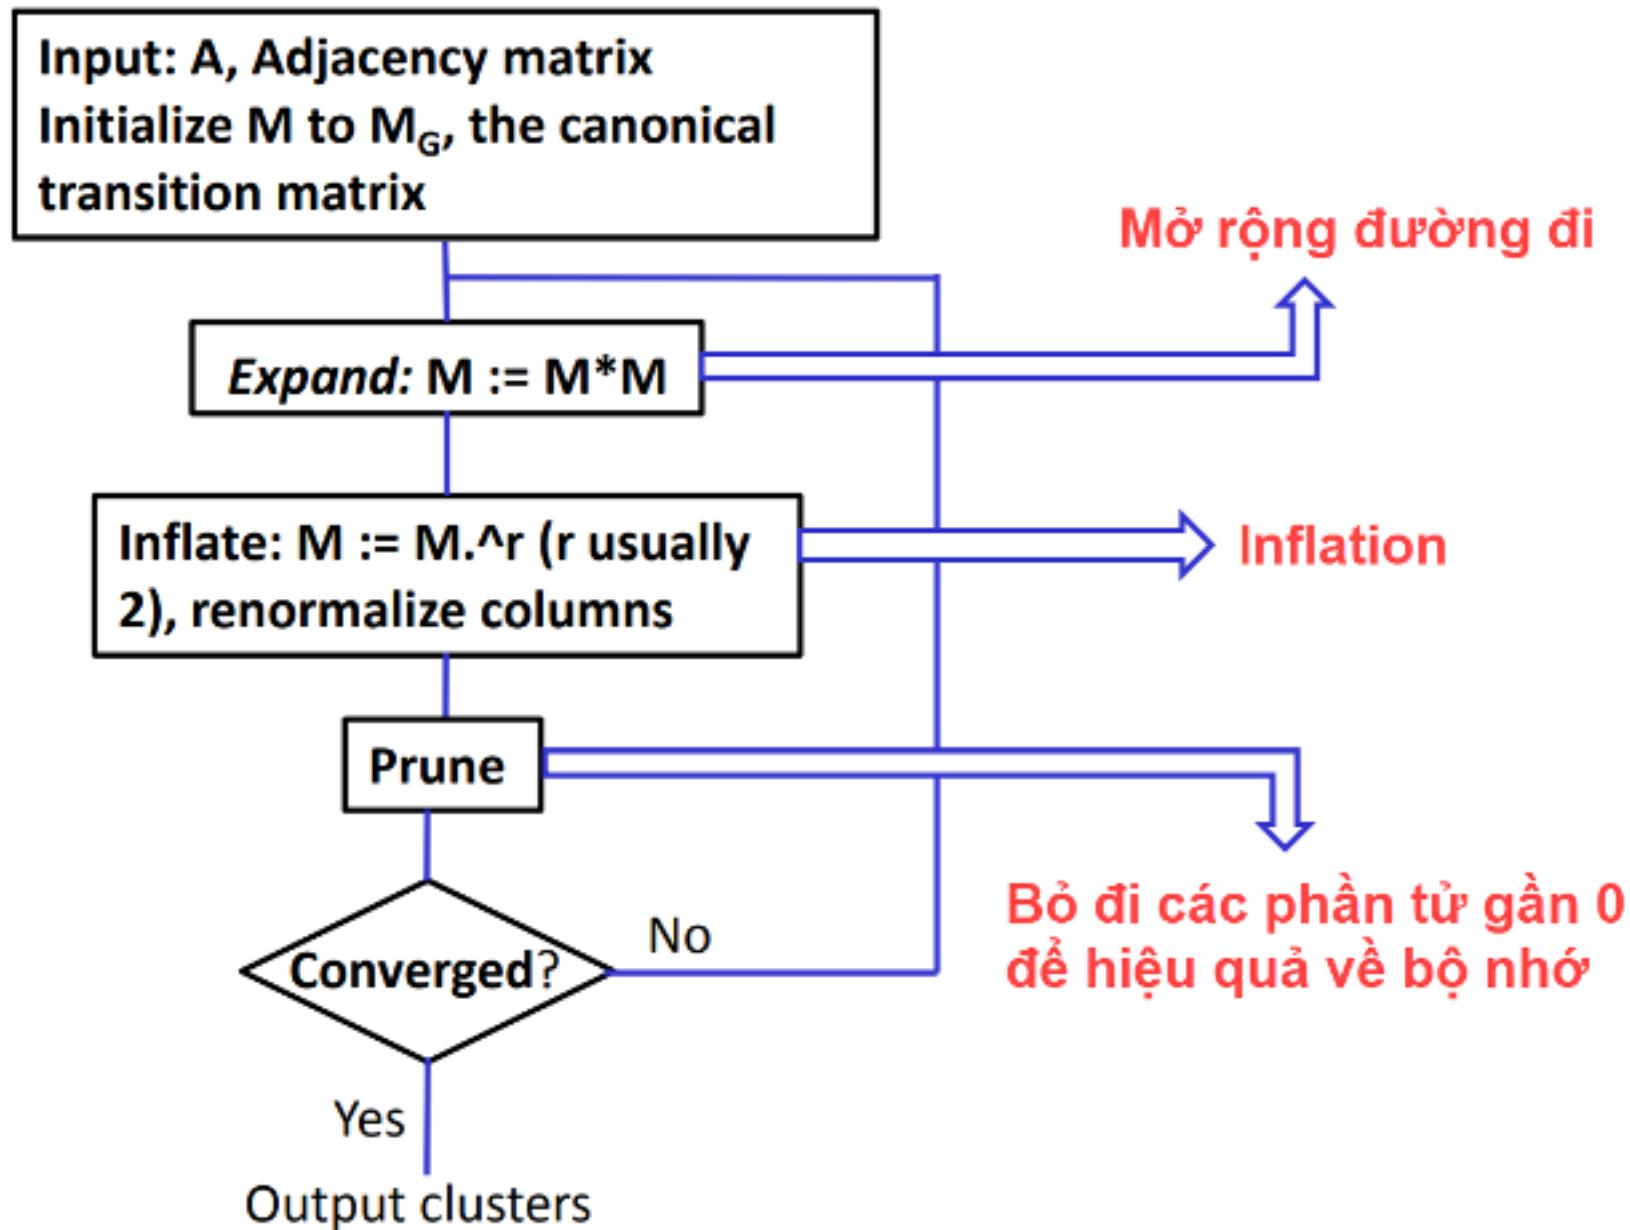 Input: A, Adjacency matrix
Initialize M to M_G, the canonical
transition matrix
Mở rộng đường đi
Expand: M := M*M
Inflate: M := M.^r (r usually
2), renormalize columns
Inflation
Prune
Bỏ đi các phần tử gần 0
để hiệu quả về bộ nhớ
Converged?
No
Yes
Output clusters